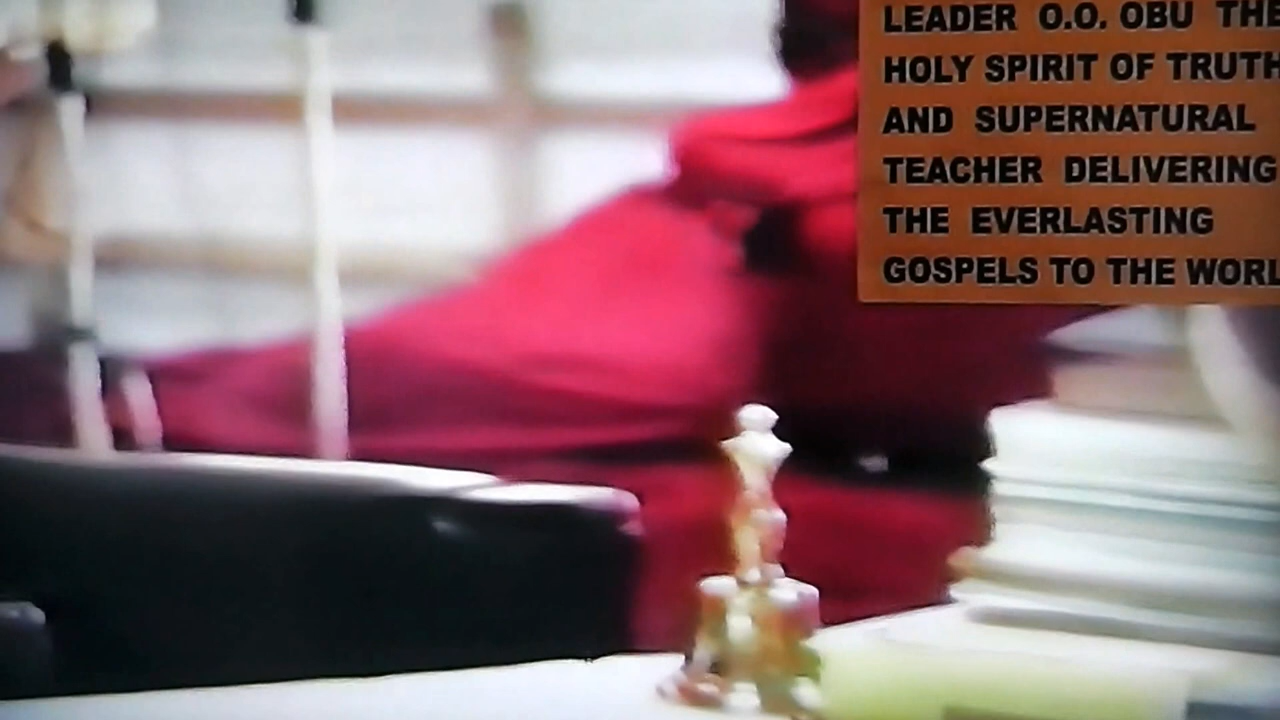 LEADER O.O. OBU THE
HOLY SPIRIT OF TRUTH
AND SUPERNATURAL
TEACHER DELIVERING
THE EVERLASTING
GOSPELS TO THE WORL